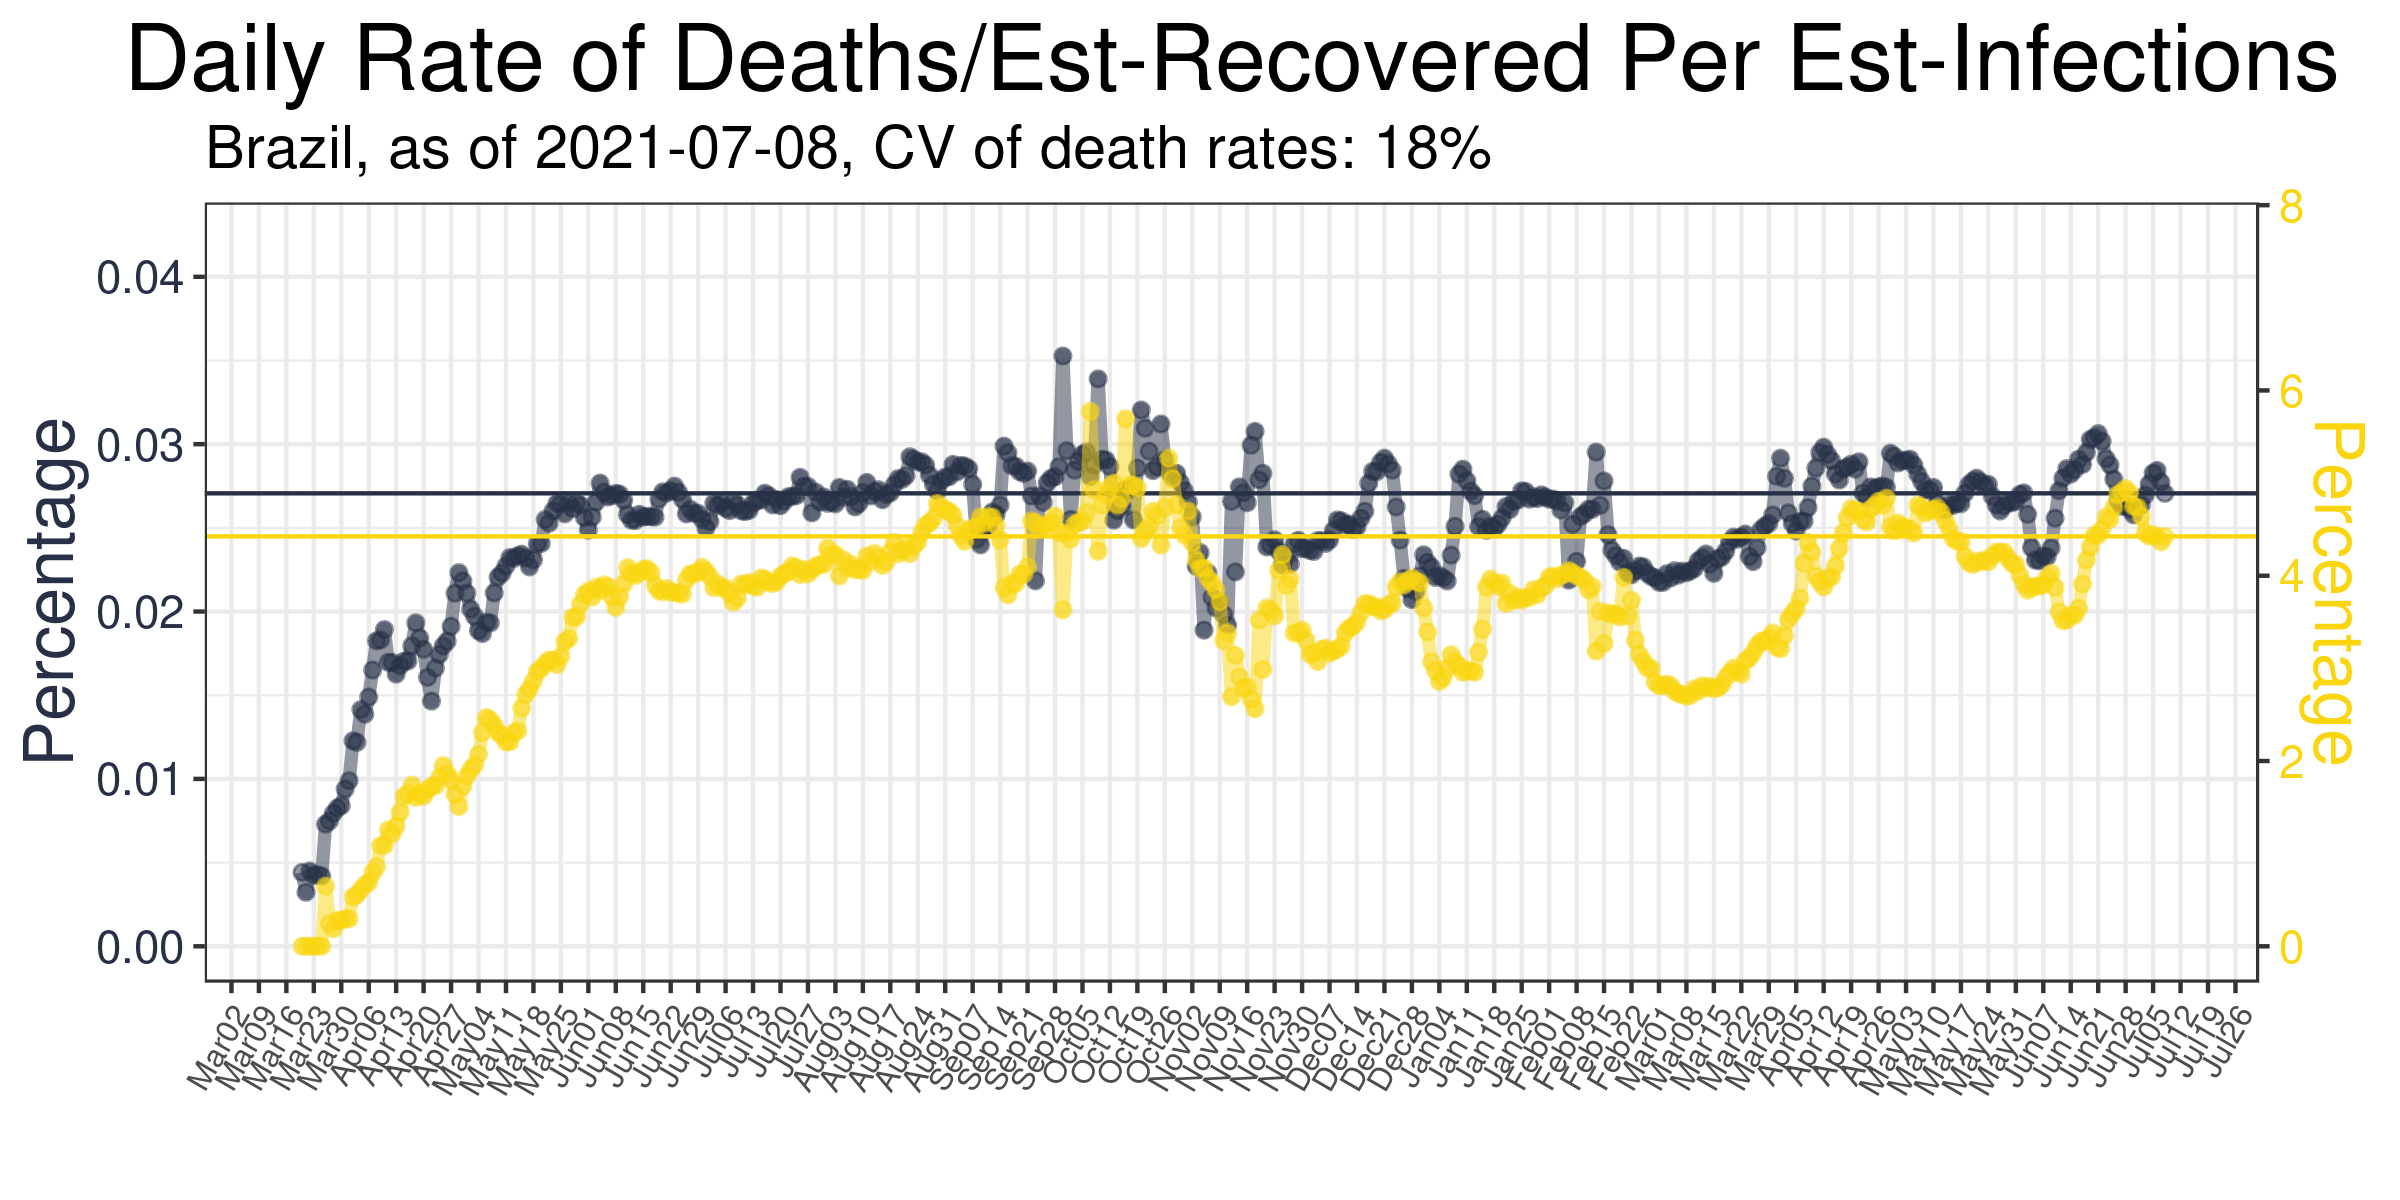 Daily Rate of Deaths/Est-Recovered Per Est-Infections
Brazil, as of 2021-07-08, CV of death rates: 18%
Percentage
0.04
0.03
0.02
0.01
0.00
8
6
4
2
0
Percentage
Mar02
Mar09
Mar16
Mar23
Mar30
Apr06
Apr13
Apr20
Apr27
May04
May11
May18
May25
Jun01
Jun08
Jun15
Jun22
Jun29
Jul06
Jul13
Jul20
Jul27
Aug03
Aug10
Aug17
Aug24
Aug31
Sep07
Sep14
Sep21
Sep28
Oct05
Oct12
Oct19
Oct26
Nov02
Nov09
Nov16
Nov23
Nov30
Dec07
Dec14
Dec21
Dec28
Jan04
Jan11
Jan18
Jan25
Feb01
Feb08
Feb15
Feb22
Mar01
Mar08
Mar15
Mar22
Mar29
Apr05
Apr12
Apr19
Apr26
May03
May10
May17
May24
May31
Jun07
Jun14
Jun21
Jun28
Jul05
Jul12
Jul19
Jul26